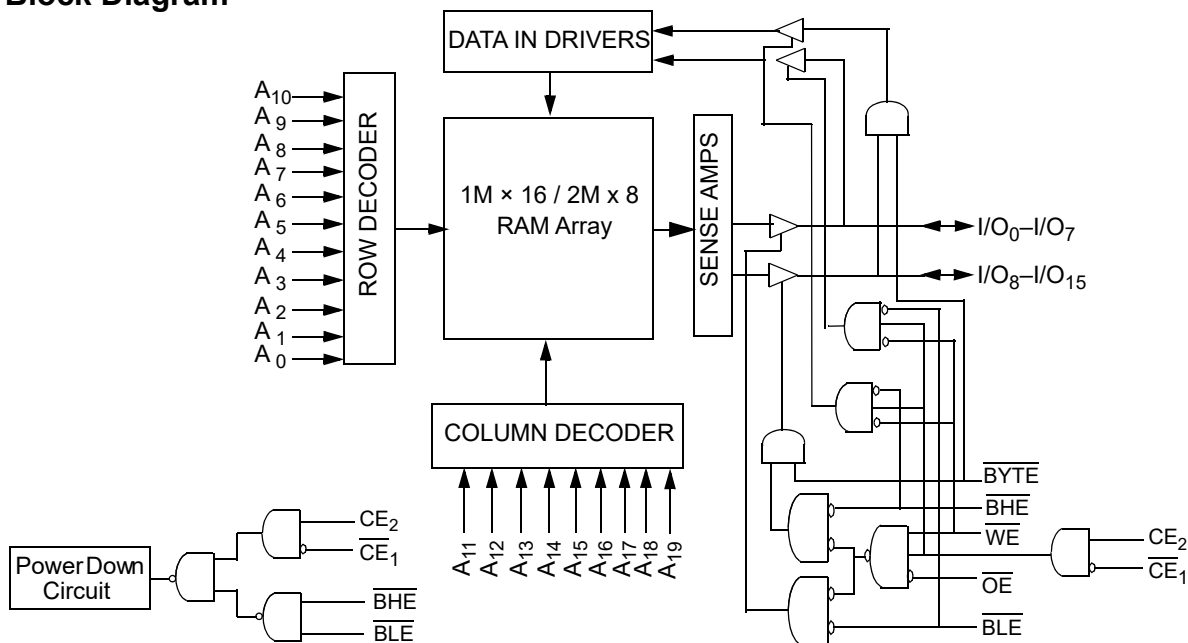 Block Diagram
DATA IN DRIVERS
A10
A9
A8
A7
A6
A5
A4
A3
A2
A1
A0
ROW DECODER
1M × 16 / 2M x 8
RAM Array
SENSE AMPS
I/O0–I/O7
I/O8–I/O15
COLUMN DECODER
A11
A12
A13
A14
A15
A16
A17
A18
A19
BYTE
BHE
WE
CE2
CE1
OE
BLE
Power Down
Circuit
CE2
CE1
BHE
BLE